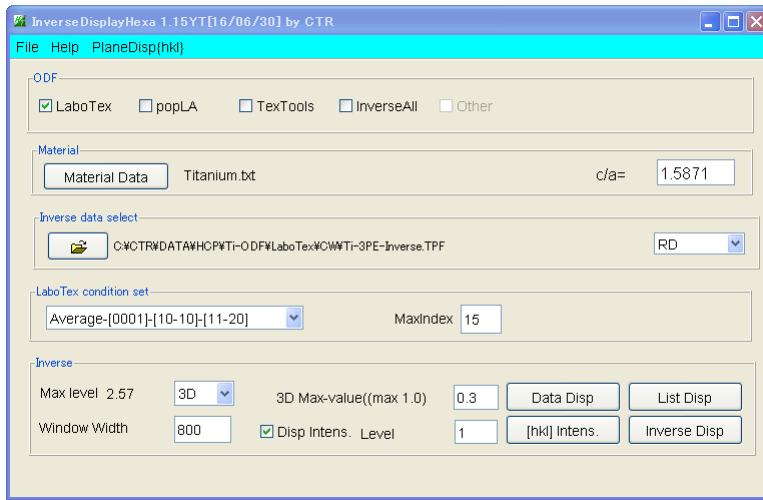 InverseDisplayHexa 1.15YT[16/06/30] by CTR
File Help PlaneDisp{hkl}
ODF
LaboTex popLA TexTools InverseAll Other
Material
Material Data Titanium.txt c/a= 1.5871
Inverse data select
C:¥CTR¥DATA¥HCP¥Ti-ODF¥LaboTex¥CW¥Ti-3PE-Inverse.TPF RD
LaboTex condition set
Average-[0001]-[10-10]-[11-20] MaxIndex 15
Inverse
Max level 2.57 3D 3D Max-value((max 1.0) 0.3 Data Disp List Disp
Window Width 800 Disp Intens. Level 1 [hkl] Intens. Inverse Disp